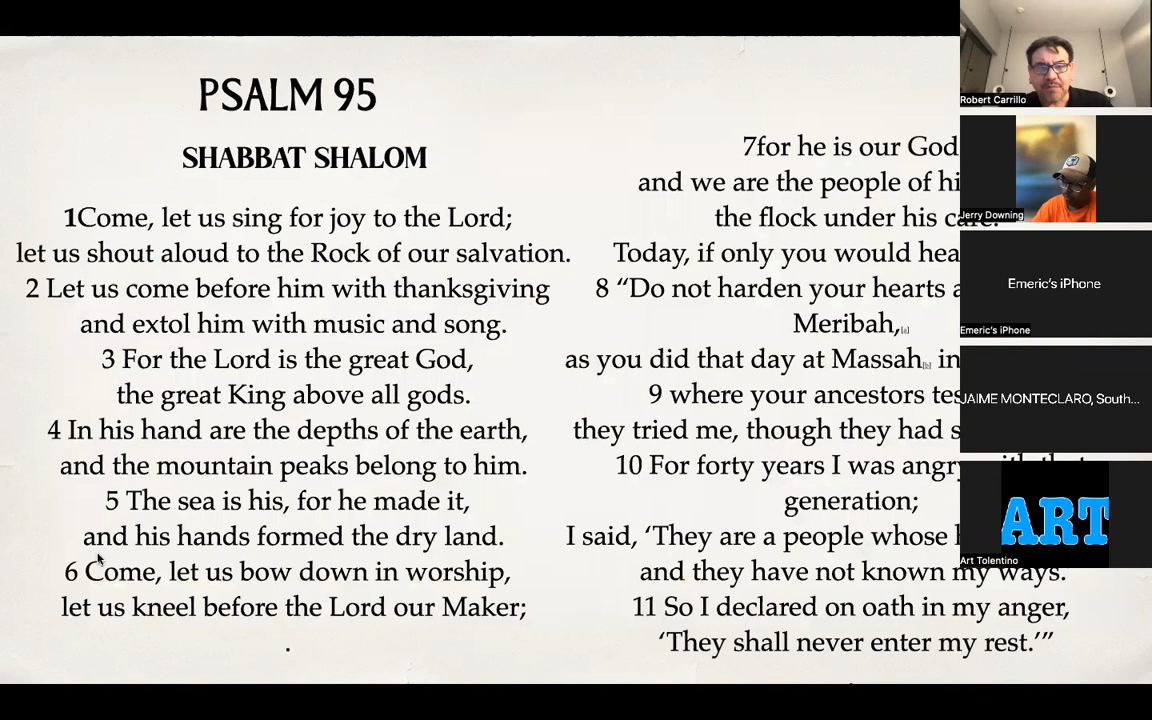 PSALM 95
SHABBAT SHALOM
1Come, let us sing for joy to the Lord;
let us shout aloud to the Rock of our salvation.
2 Let us come before him with thanksgiving
and extol him with music and song.
3 For the Lord is the great God,
the great King above all gods.
4 In his hand are the depths of the earth,
and the mountain peaks belong to him.
5 The sea is his, for he made it,
and his hands formed the dry land.
6 Come, let us bow down in worship,
let us kneel before the Lord our Maker;
.
7for he is our God
and we are the people of
the flock under his care.
Today, if only you would
8 “Do not harden your hearts
Meribah,[a]
as you did that day at Massah[b] in
9 where your ancestors
they tried me, though they had
10 For forty years I was angry with that
generation;
I said, ‘They are a people whose
and they have not known my ways.
11 So I declared on oath in my anger,
‘They shall never enter my rest.’”
Robert Carrillo
Jerry Downing
Emeric’s iPhone
Emeric’s iPhone
JAIME MONTECLARO, South...
ART
Art Tolentino